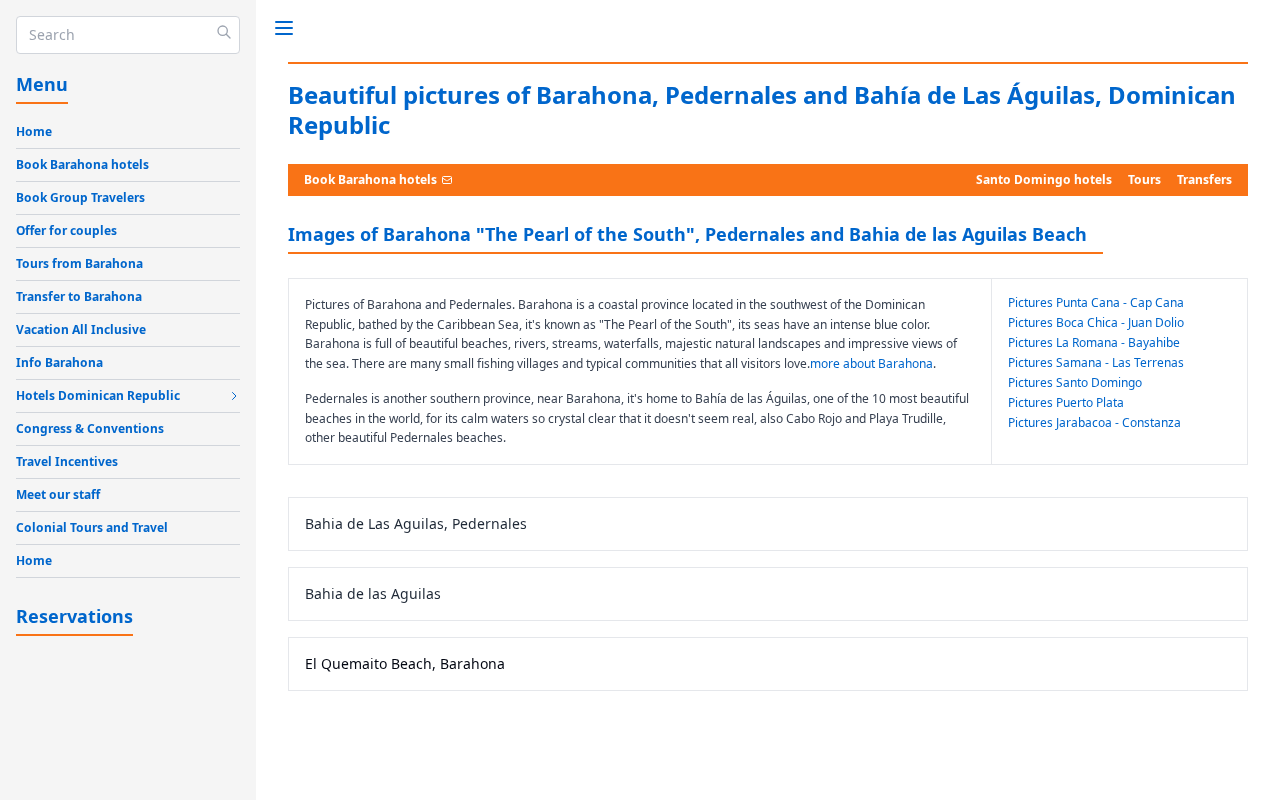 Search
Menu
Home
Book Barahona hotels
Book Group Travelers
Offer for couples
Tours from Barahona
Transfer to Barahona
Vacation All Inclusive
Info Barahona
Hotels Dominican Republic
Congress & Conventions
Travel Incentives
Meet our staff
Colonial Tours and Travel
Home
Reservations
Beautiful pictures of Barahona, Pedernales and Bahía de Las Águilas, Dominican
Republic
Book Barahona hotels
Santo Domingo hotels Tours Transfers
Images of Barahona "The Pearl of the South", Pedernales and Bahia de las Aguilas Beach
Pictures of Barahona and Pedernales. Barahona is a coastal province located in the southwest of the Dominican
Republic, bathed by the Caribbean Sea, it's known as "The Pearl of the South", its seas have an intense blue color.
Barahona is full of beautiful beaches, rivers, streams, waterfalls, majestic natural landscapes and impressive views of
the sea. There are many small fishing villages and typical communities that all visitors love.more about Barahona.
Pedernales is another southern province, near Barahona, it's home to Bahía de las Águilas, one of the 10 most beautiful
beaches in the world, for its calm waters so crystal clear that it doesn't seem real, also Cabo Rojo and Playa Trudille,
other beautiful Pedernales beaches.
Pictures Punta Cana - Cap Cana
Pictures Boca Chica - Juan Dolio
Pictures La Romana - Bayahibe
Pictures Samana - Las Terrenas
Pictures Santo Domingo
Pictures Puerto Plata
Pictures Jarabacoa - Constanza
Bahia de Las Aguilas, Pedernales
Bahia de las Aguilas
El Quemaito Beach, Barahona